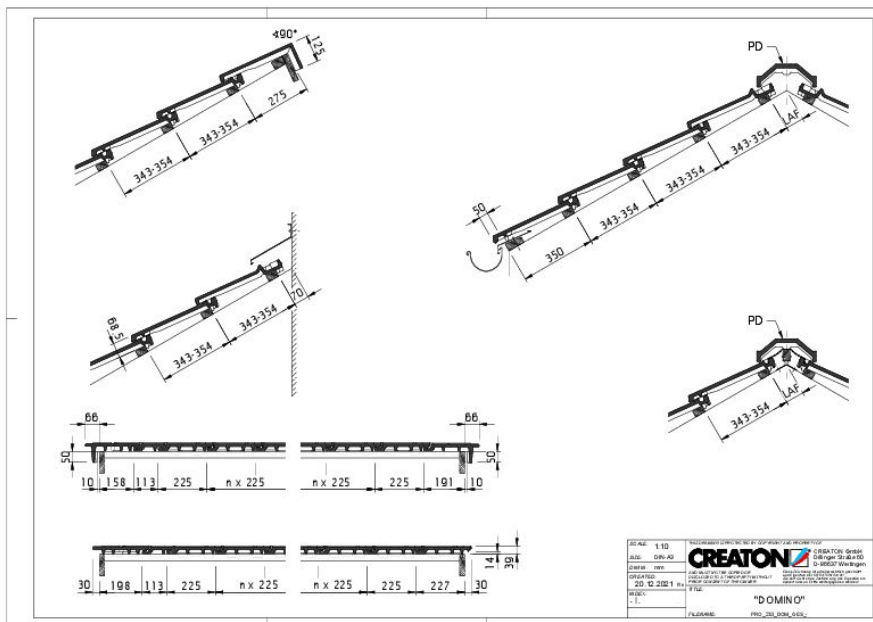 ∢90°
125
275
343-354
343-354
PD
LAF
343-354
343-354
343-354
50
350
70
68.5
343-354
343-354
PD
LAF
343-354
66
66
50
50
10
158
113
225
n x 225
n x 225
225
191
10
14
39
30
198
113
225
n x 225
n x 225
225
227
30
SCALE: 1:10
SIZE: DIN-A3
mm
CREATED:
20.12.2021
INDEX:
- 1.
CREATON
CREATON GmbH
Dillinger Straße 60
D-86637 Wertingen
TITLE:
"DOMINO"
FILENAME: